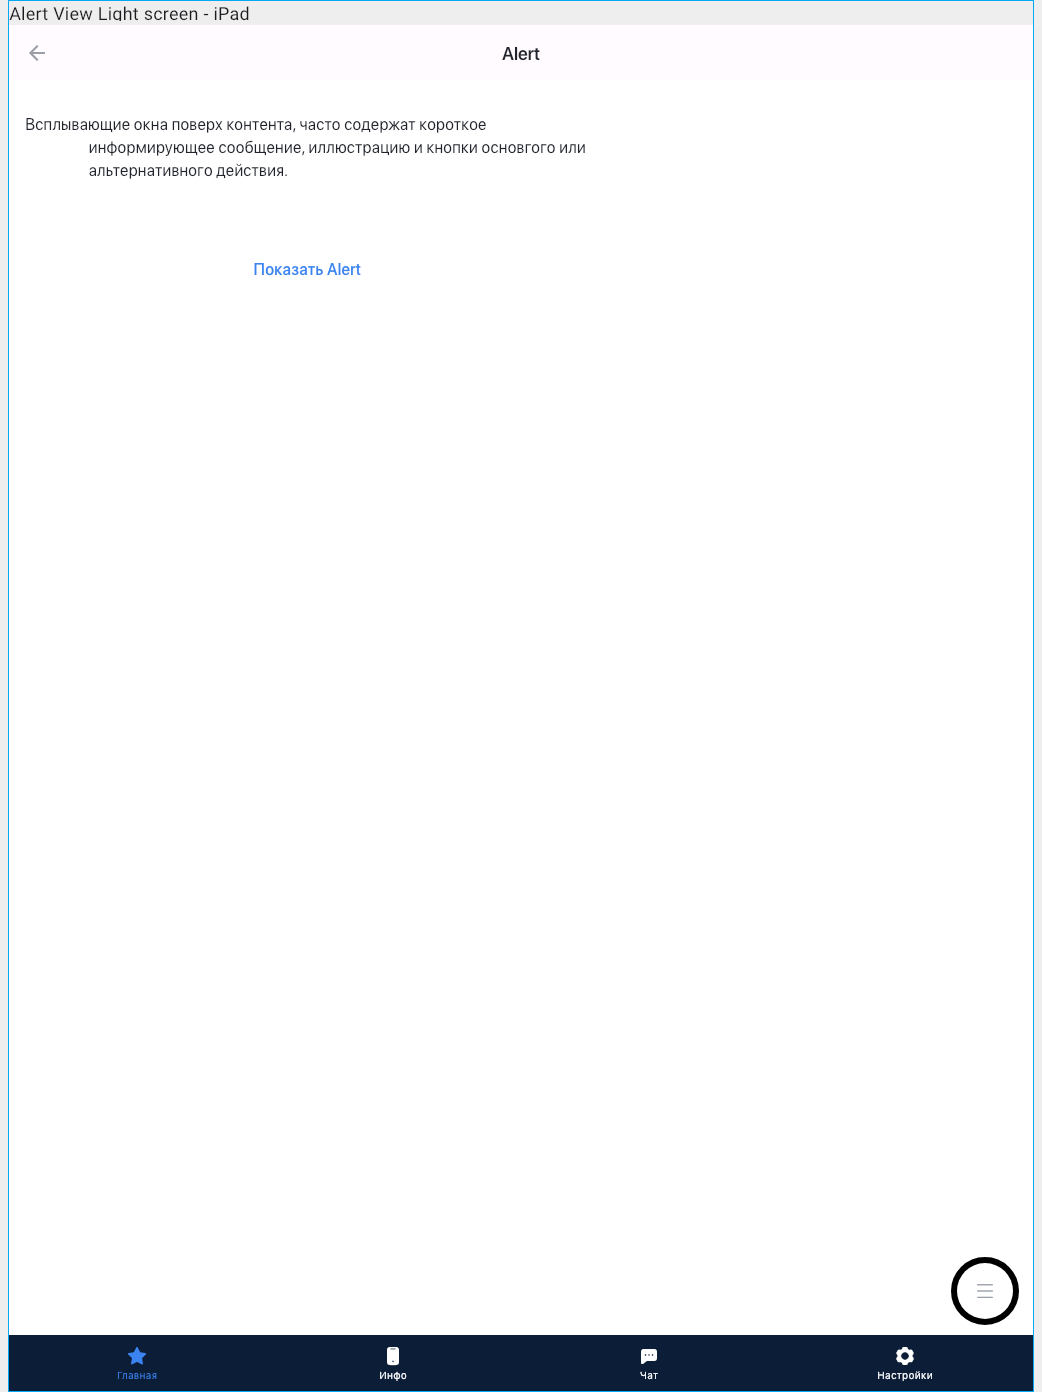 Alert View Light screen - iPad
Alert
Всплывающие окна поверх контента, часто содержат короткое
информирующее сообщение, иллюстрацию и кнопки основгого или
альтернативного действия.
Показать Alert
Главная
Инфо
Чат
Настройки